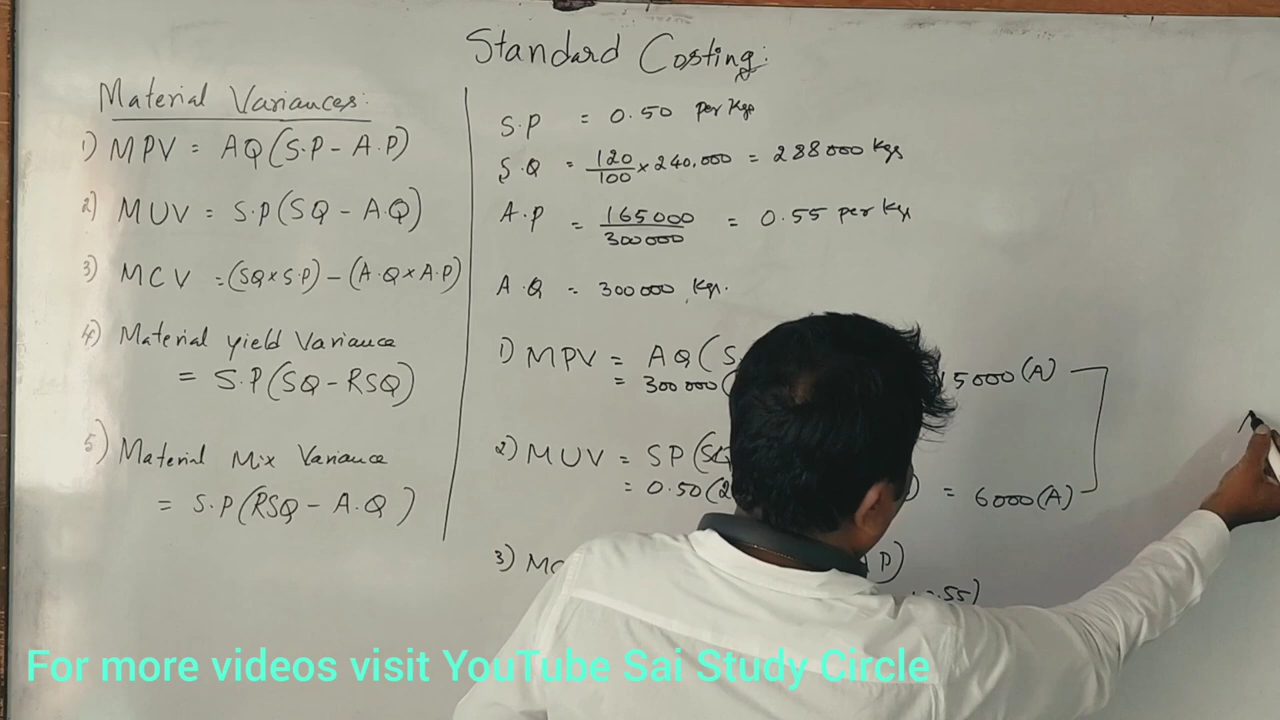 Standard Costing:
Material Variances:
1) MPV = AQ(S.P - A.P)
2) MUV = S.P(SQ - A.Q)
3) MCV = (SQ×S.P) - (A.Q×A.P)
4) Material yield Variance
= S.P(SQ - RSQ)
5) Material Mix Variance
= S.P(RSQ - A.Q)
S.P = 0.50 per Kgs
S.Q = 120/100 × 240,000 = 288000 Kgs
A.P = 165000/300000 = 0.55 per Kgs
A.Q = 300000 Kgs.
1) MPV = AQ(S
= 300000( 15000(A)
2) MUV = SP(SQ
= 0.50(2 ) = 6000(A)
3) MC P)
0.55)
For more videos visit YouTube Sai Study Circle